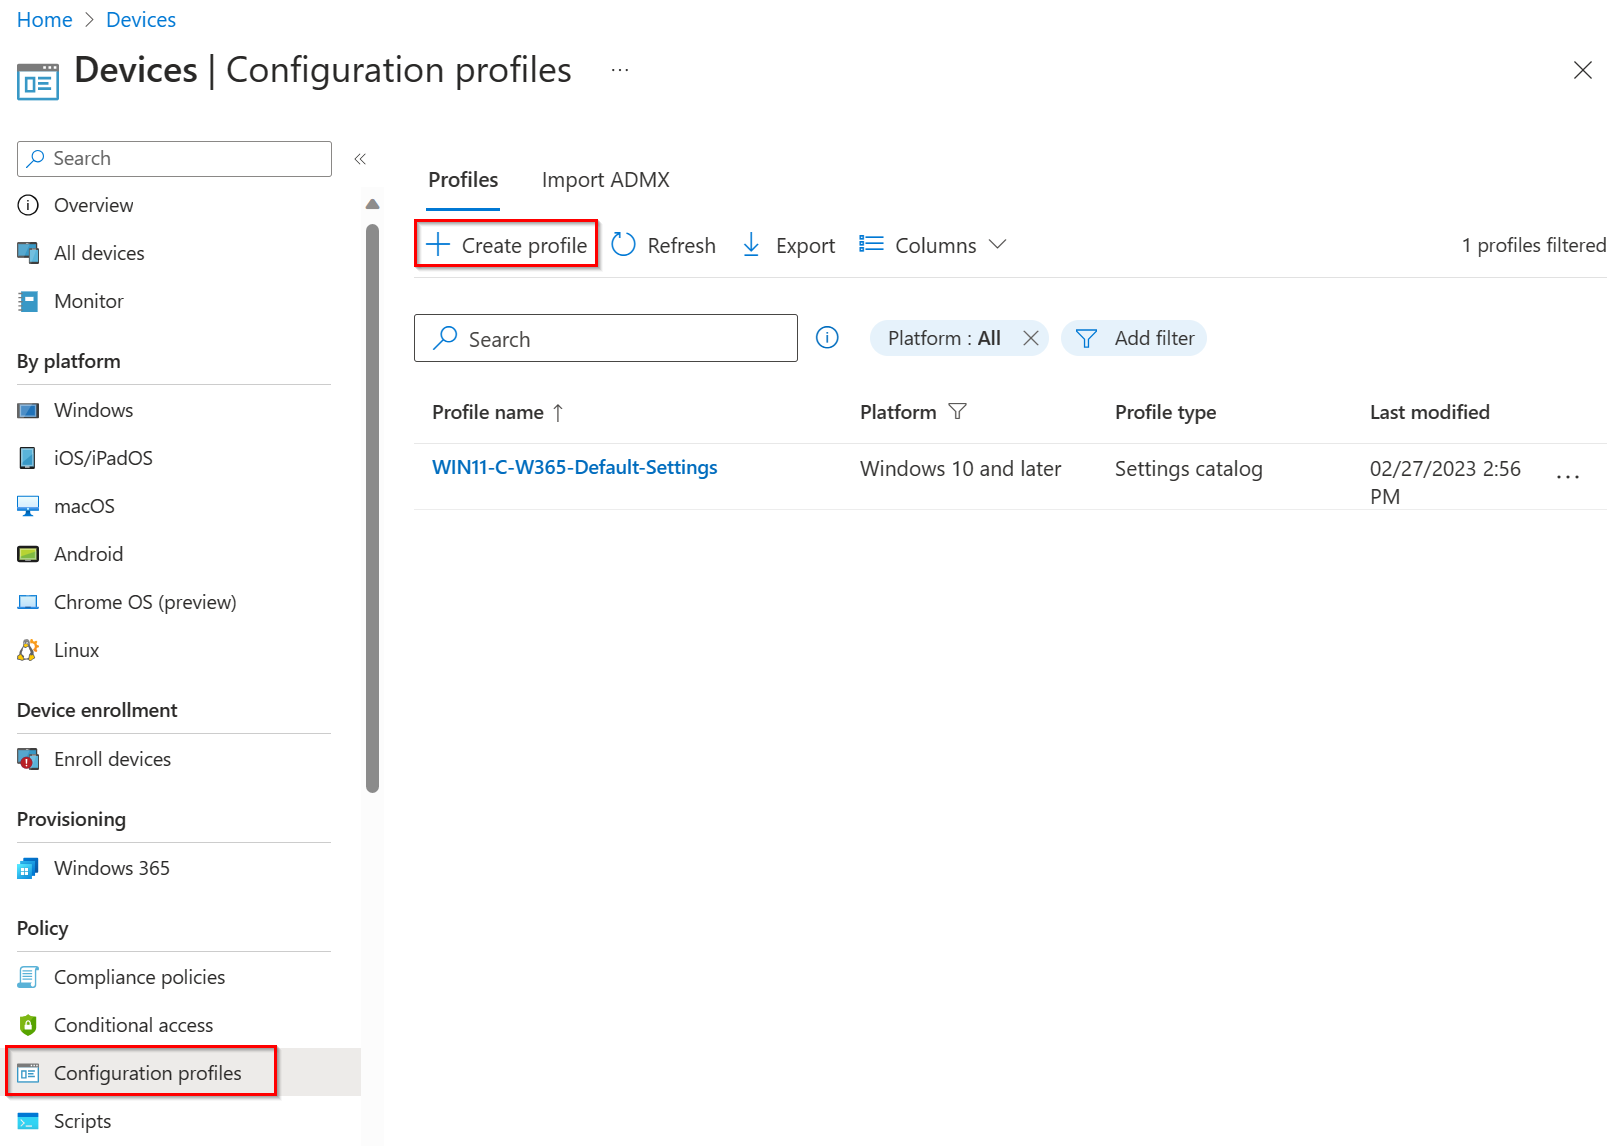 Home > Devices
Devices | Configuration profiles ...
Search
«
Overview
All devices
Monitor
By platform
Windows
iOS/iPadOS
macOS
Android
Chrome OS (preview)
Linux
Device enrollment
Enroll devices
Provisioning
Windows 365
Policy
Compliance policies
Conditional access
Configuration profiles
Scripts
Profiles Import ADMX
Create profile Refresh Export Columns 1 profiles filtered
Search Platform : All Add filter
Profile name ↑ Platform Profile type Last modified
WIN11-C-W365-Default-Settings Windows 10 and later Settings catalog 02/27/2023 2:56 ...
PM